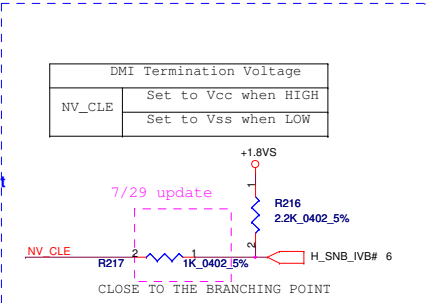 DMI Termination Voltage
NV_CLE
Set to Vcc when HIGH
Set to Vss when LOW
+1.8VS
7/29 update
1
R216
2.2K_0402_5%
2
NV_CLE
2
1
H_SNB_IVB# 6
R217
1K_0402_5%
CLOSE TO THE BRANCHING POINT
t